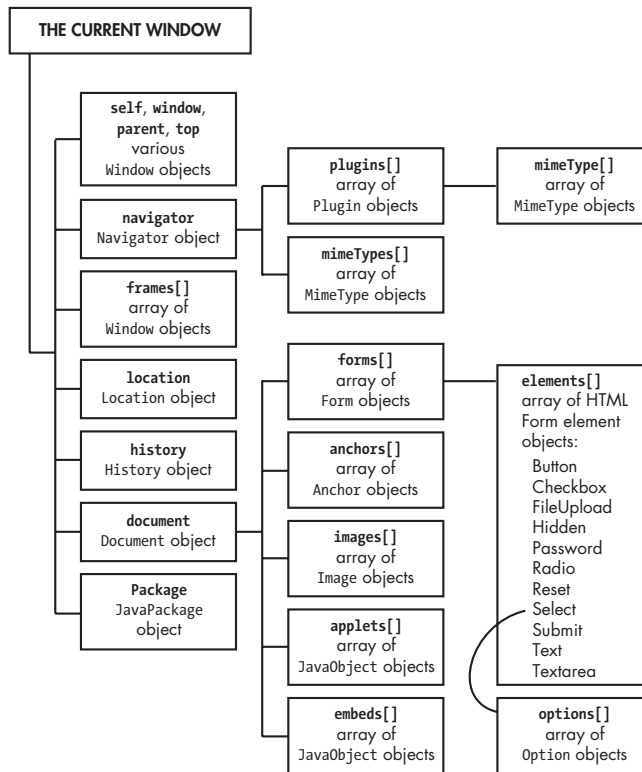 THE CURRENT WINDOW
self, window,
parent, top
various
Window objects
navigator
Navigator object
frames[]
array of
Window objects
location
Location object
history
History object
document
Document object
Package
JavaPackage
object
plugins[]
array of
Plugin objects
mimeType[]
array of
MimeType objects
mimeTypes[]
array of
MimeType objects
forms[]
array of
Form objects
anchors[]
array of
Anchor objects
images[]
array of
Image objects
applets[]
array of
JavaObject objects
embeds[]
array of
JavaObject objects
elements[]
array of HTML
Form element
objects:
Button
Checkbox
FileUpload
Hidden
Password
Radio
Reset
Select
Submit
Text
Textarea
options[]
array of
Option objects